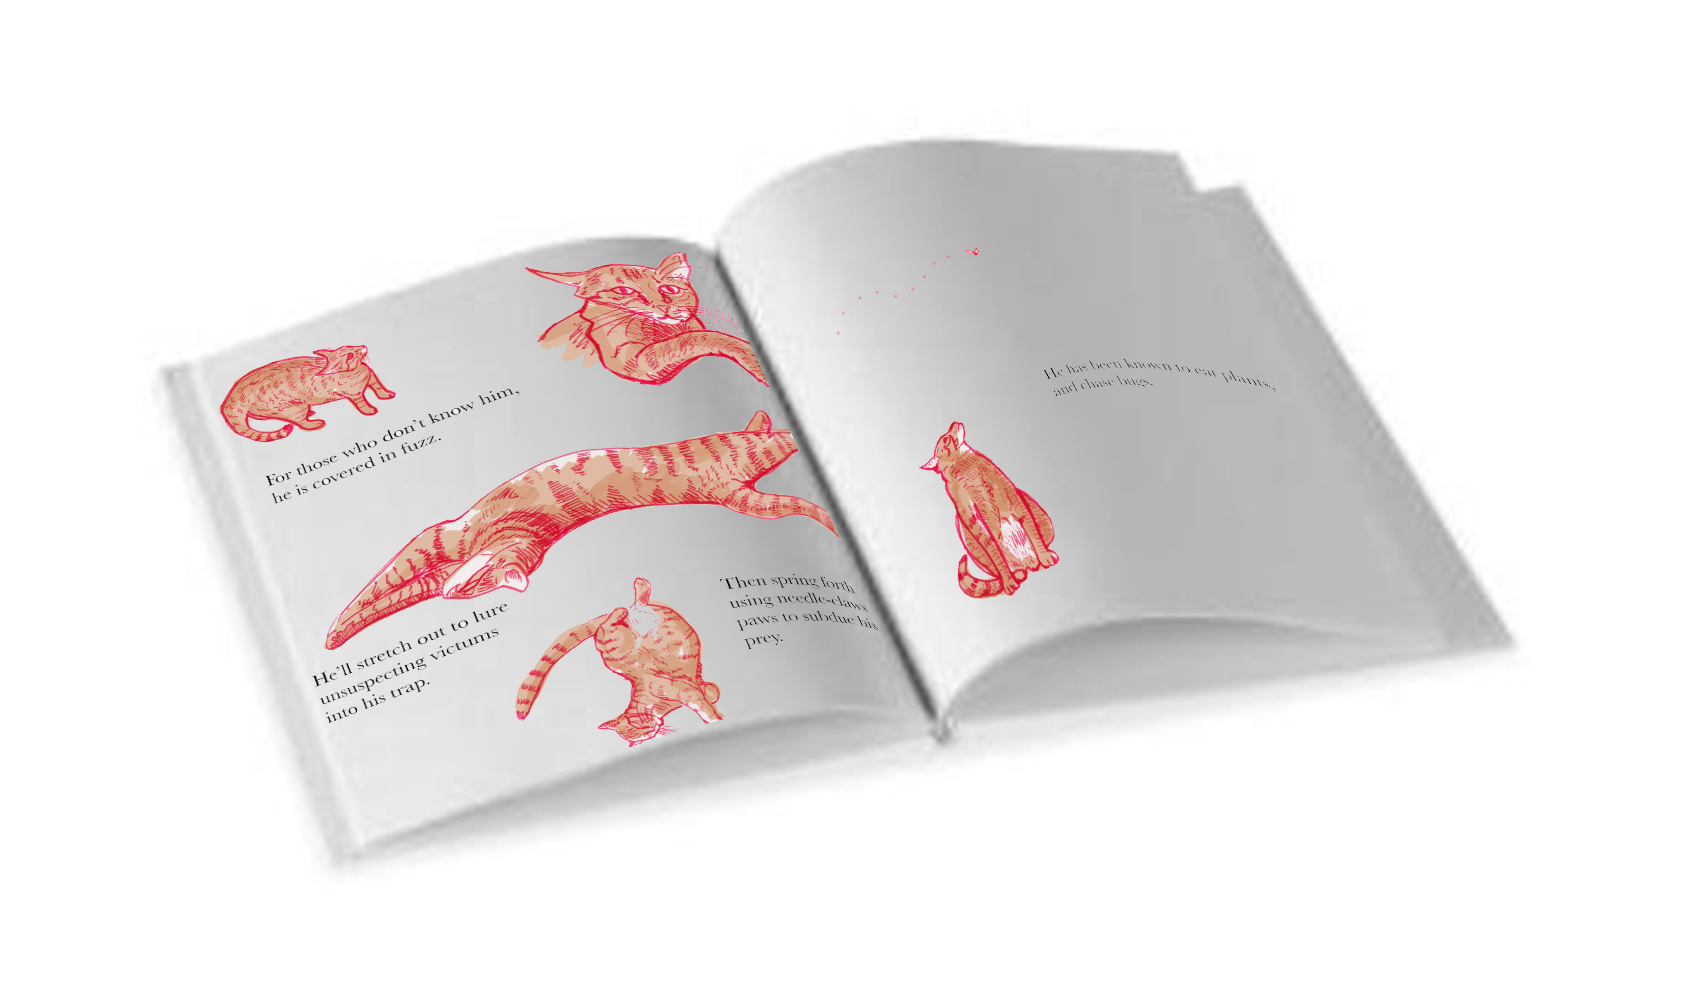 For those who don't know him,
he is covered in fuzz.
He'll stretch out to lure
unsuspecting victums
into his trap.
Then spring forth
using needle-claws
paws to subdue his
prey.
He has been known to eat plants,
and chase bugs.